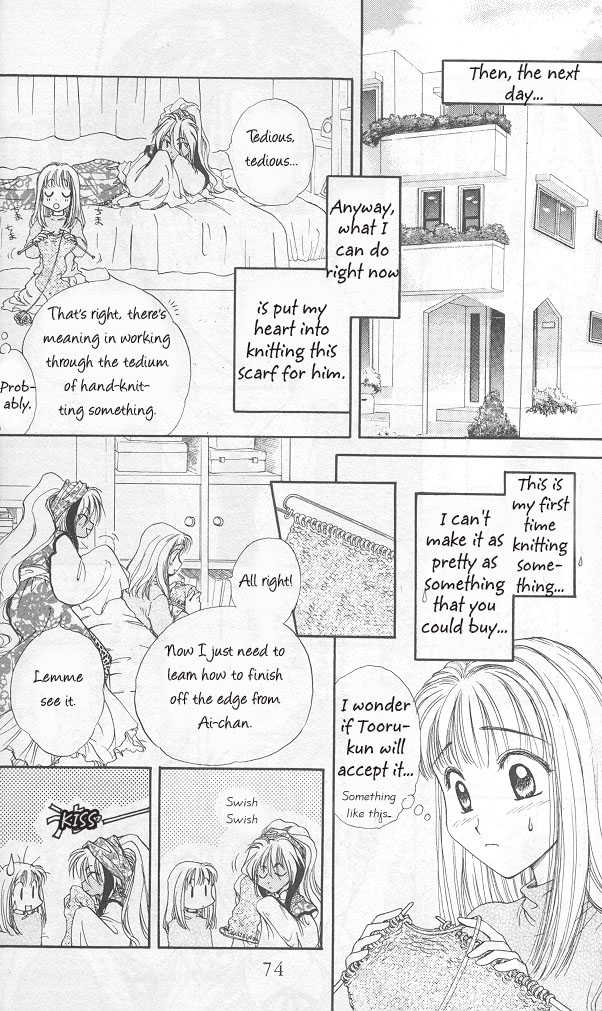 Then, the next
day...
Anyway,
what I
can do
right now
is put my
heart into
knitting this
scarf for him.
Tedious,
tedious...
That's right, there's
meaning in working
through the tedium
of hand-knit-
ting something.
Prob-
ably.
This is
my first
time
knitting
some-
thing...
I can't
make it as
pretty as
something
that you
could buy...
I wonder
if Tooru-
kun will
accept it...
Something
like this..
All right!
Now I just need to
learn how to finish
off the edge from
Ai-chan.
Lemme
see it.
Swish
Swish
KISS
74